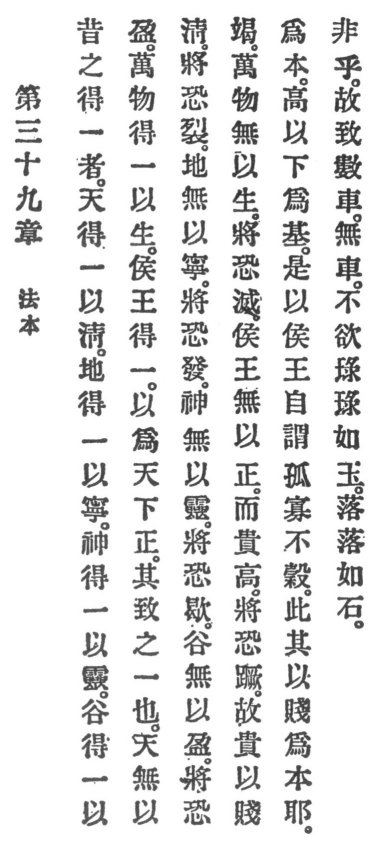 第三十九章 法本
昔之得一者。天得一以淸。地得一以寧。神得一以靈。谷得一以
盈。萬物得一以生。侯王得一。以爲天下正。其致之一也。天無以
淸。將恐裂。地無以寧。將恐發。神無以靈。將恐歇。谷無以盈。將恐
竭。萬物無以生。將恐滅。侯王無以正。而貴高。將恐蹶。故貴以賤
爲本。高以下爲基。是以侯王自謂孤寡不穀。此其以賤爲本耶。
非乎。故致數車。無車。不欲琭琭如玉。落落如石。